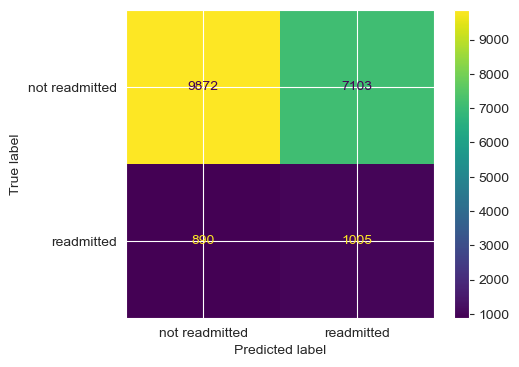 not readmitted
readmitted
True label
9872 7103
890 1005
not readmitted readmitted
Predicted label
9000
8000
7000
6000
5000
4000
3000
2000
1000